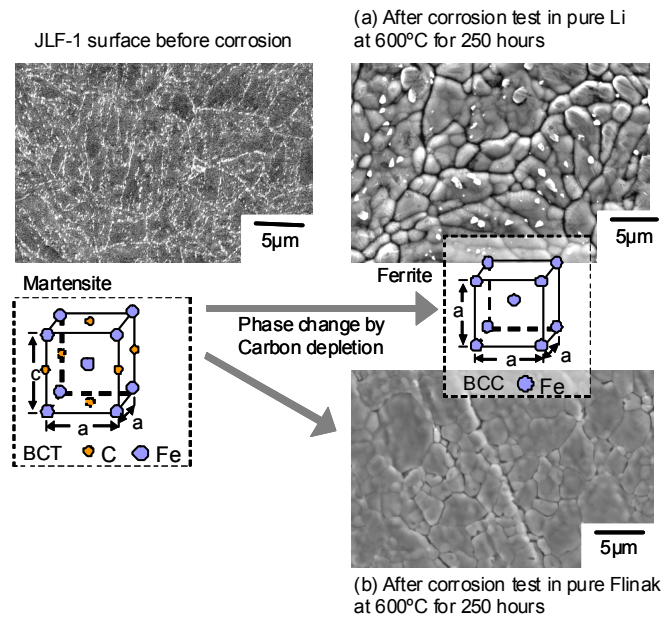 JLF-1 surface before corrosion
5µm
(a) After corrosion test in pure Li
at 600ºC for 250 hours
5µm
Martensite
c
a
a
BCT C Fe
Phase change by
Carbon depletion
Ferrite
a
a
a
BCC Fe
5µm
(b) After corrosion test in pure Flinak
at 600ºC for 250 hours